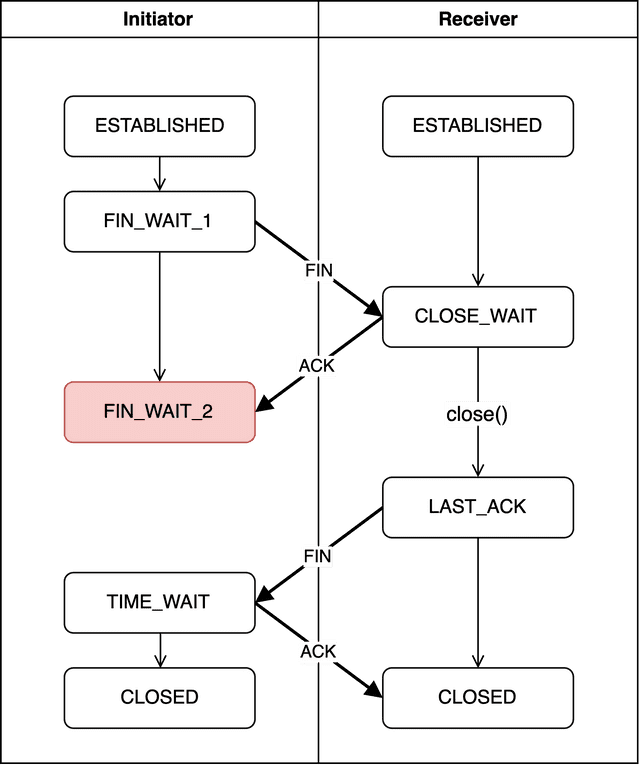 Initiator
Receiver
ESTABLISHED
ESTABLISHED
FIN_WAIT_1
FIN
CLOSE_WAIT
ACK
FIN_WAIT_2
close()
LAST_ACK
FIN
TIME_WAIT
ACK
CLOSED
CLOSED